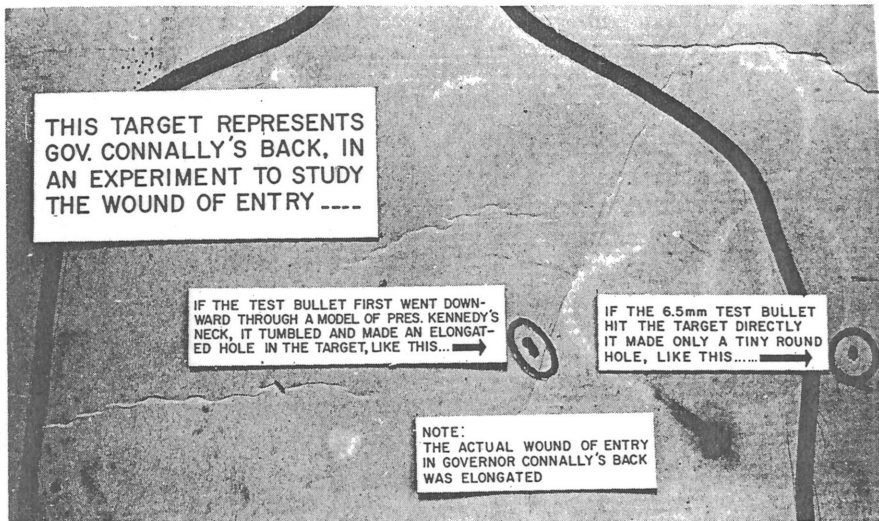 THIS TARGET REPRESENTS
GOV. CONNALLY'S BACK, IN
AN EXPERIMENT TO STUDY
THE WOUND OF ENTRY ----
IF THE TEST BULLET FIRST WENT DOWN-
WARD THROUGH A MODEL OF PRES. KENNEDY'S
NECK, IT TUMBLED AND MADE AN ELONGAT-
ED HOLE IN THE TARGET, LIKE THIS...
IF THE 6.5mm TEST BULLET
HIT THE TARGET DIRECTLY
IT MADE ONLY A TINY ROUND
HOLE, LIKE THIS......
NOTE:
THE ACTUAL WOUND OF ENTRY
IN GOVERNOR CONNALLY'S BACK
WAS ELONGATED